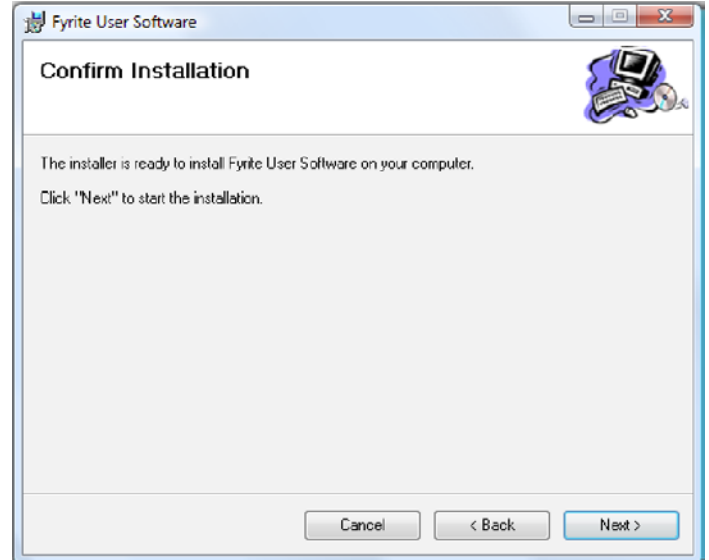 Fyrite User Software
Confirm Installation
The installer is ready to install Fyrite User Software on your computer.
Click "Next" to start the installation.
Cancel
< Back
Next >